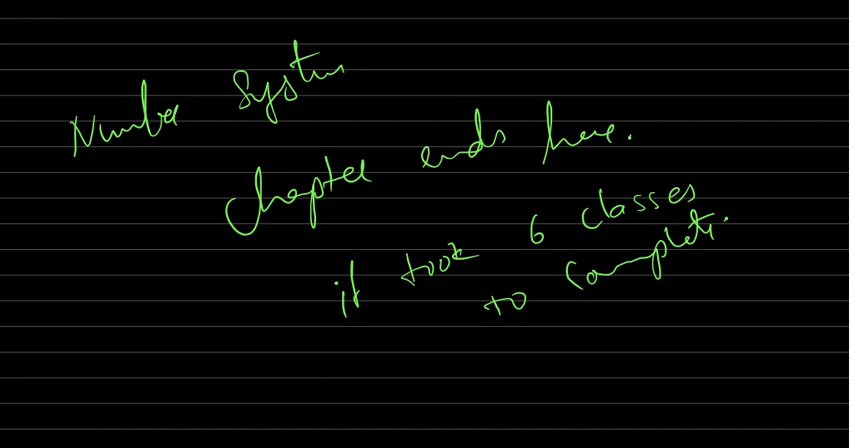 Number System
Chapter ends here.
it took 6 classes
to complete.